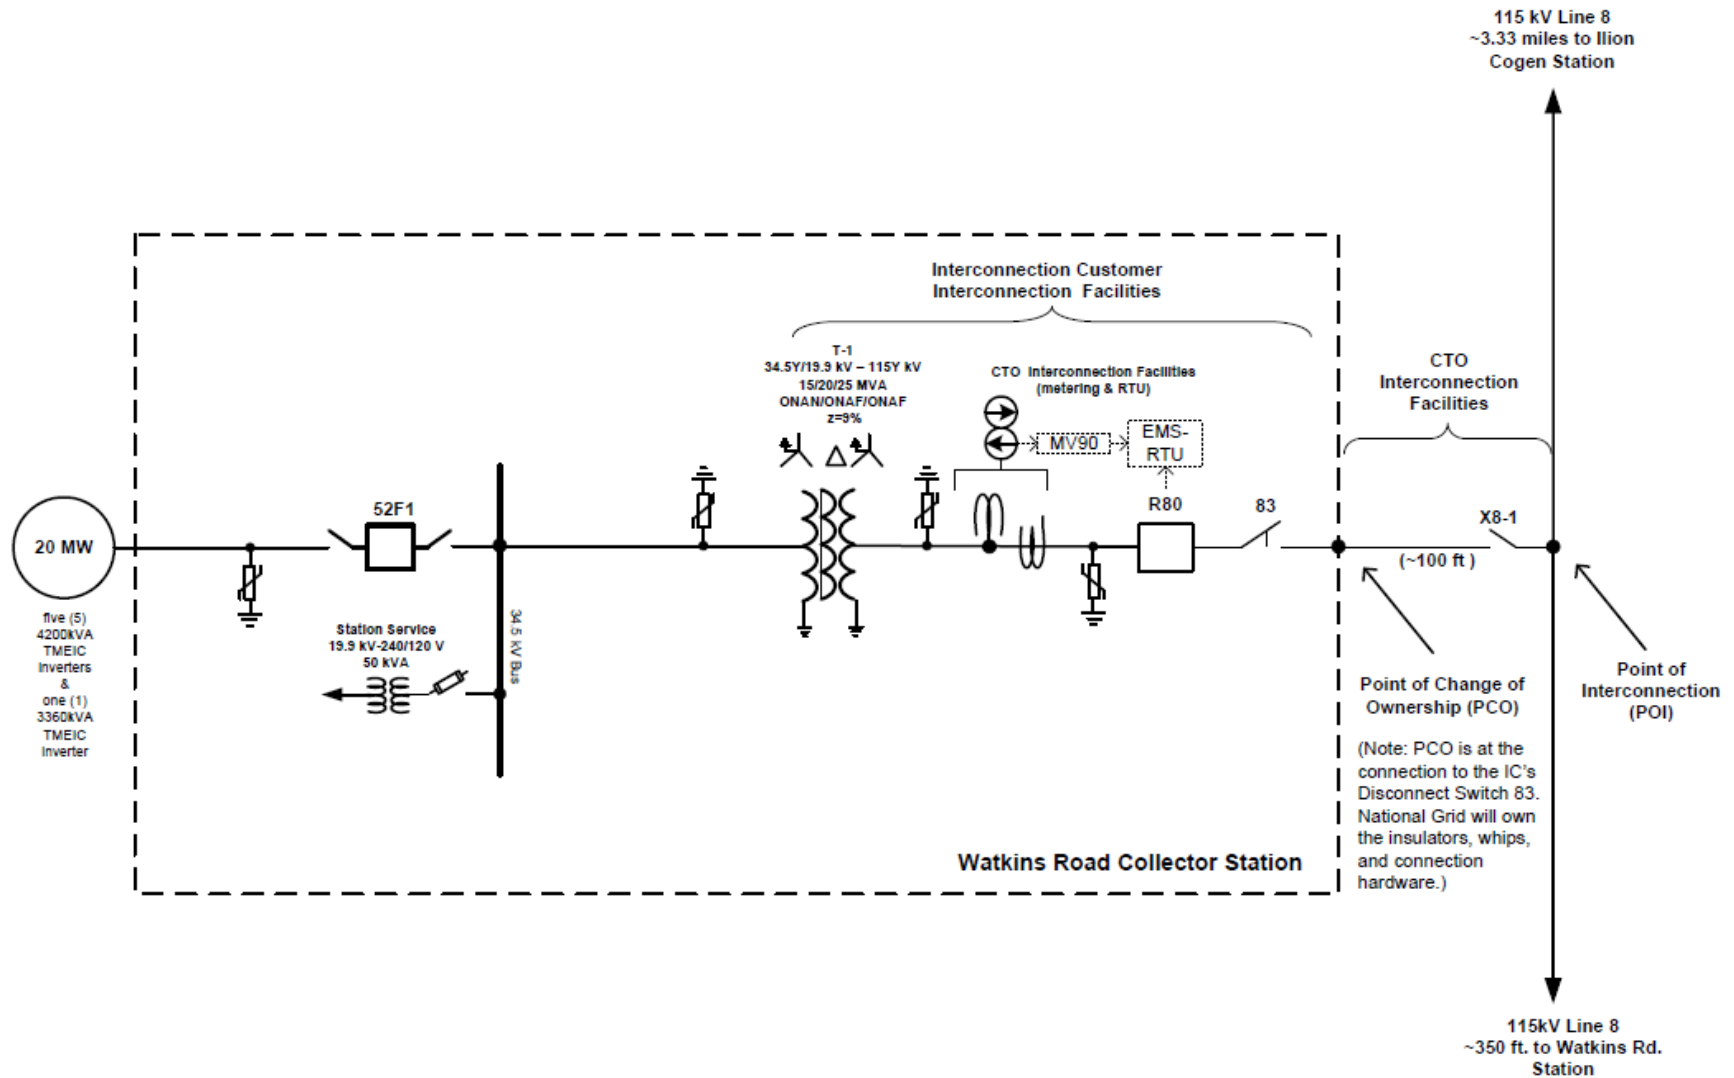 115 kV Line 8
~3.33 miles to Ilion
Cogen Station
Interconnection Customer
Interconnection Facilities
T-1
34.5Y/19.9 kV – 115Y kV
15/20/25 MVA
ONAN/ONAF/ONAF
z=9%
CTO Interconnection Facilities
(metering & RTU)
MV90
EMS-
RTU
CTO
Interconnection
Facilities
52F1
R80
83
X8-1
20 MW
(~100 ft )
five (5)
4200kVA
TMEIC
Inverters
&
one (1)
3360kVA
TMEIC
Inverter
Station Service
19.9 kV-240/120 V
50 kVA
34.5 kV Bus
Point of Change of
Ownership (PCO)
(Note: PCO is at the
connection to the IC's
Disconnect Switch 83.
National Grid will own
the insulators, whips,
and connection
hardware.)
Point of
Interconnection
(POI)
Watkins Road Collector Station
115kV Line 8
~350 ft. to Watkins Rd.
Station